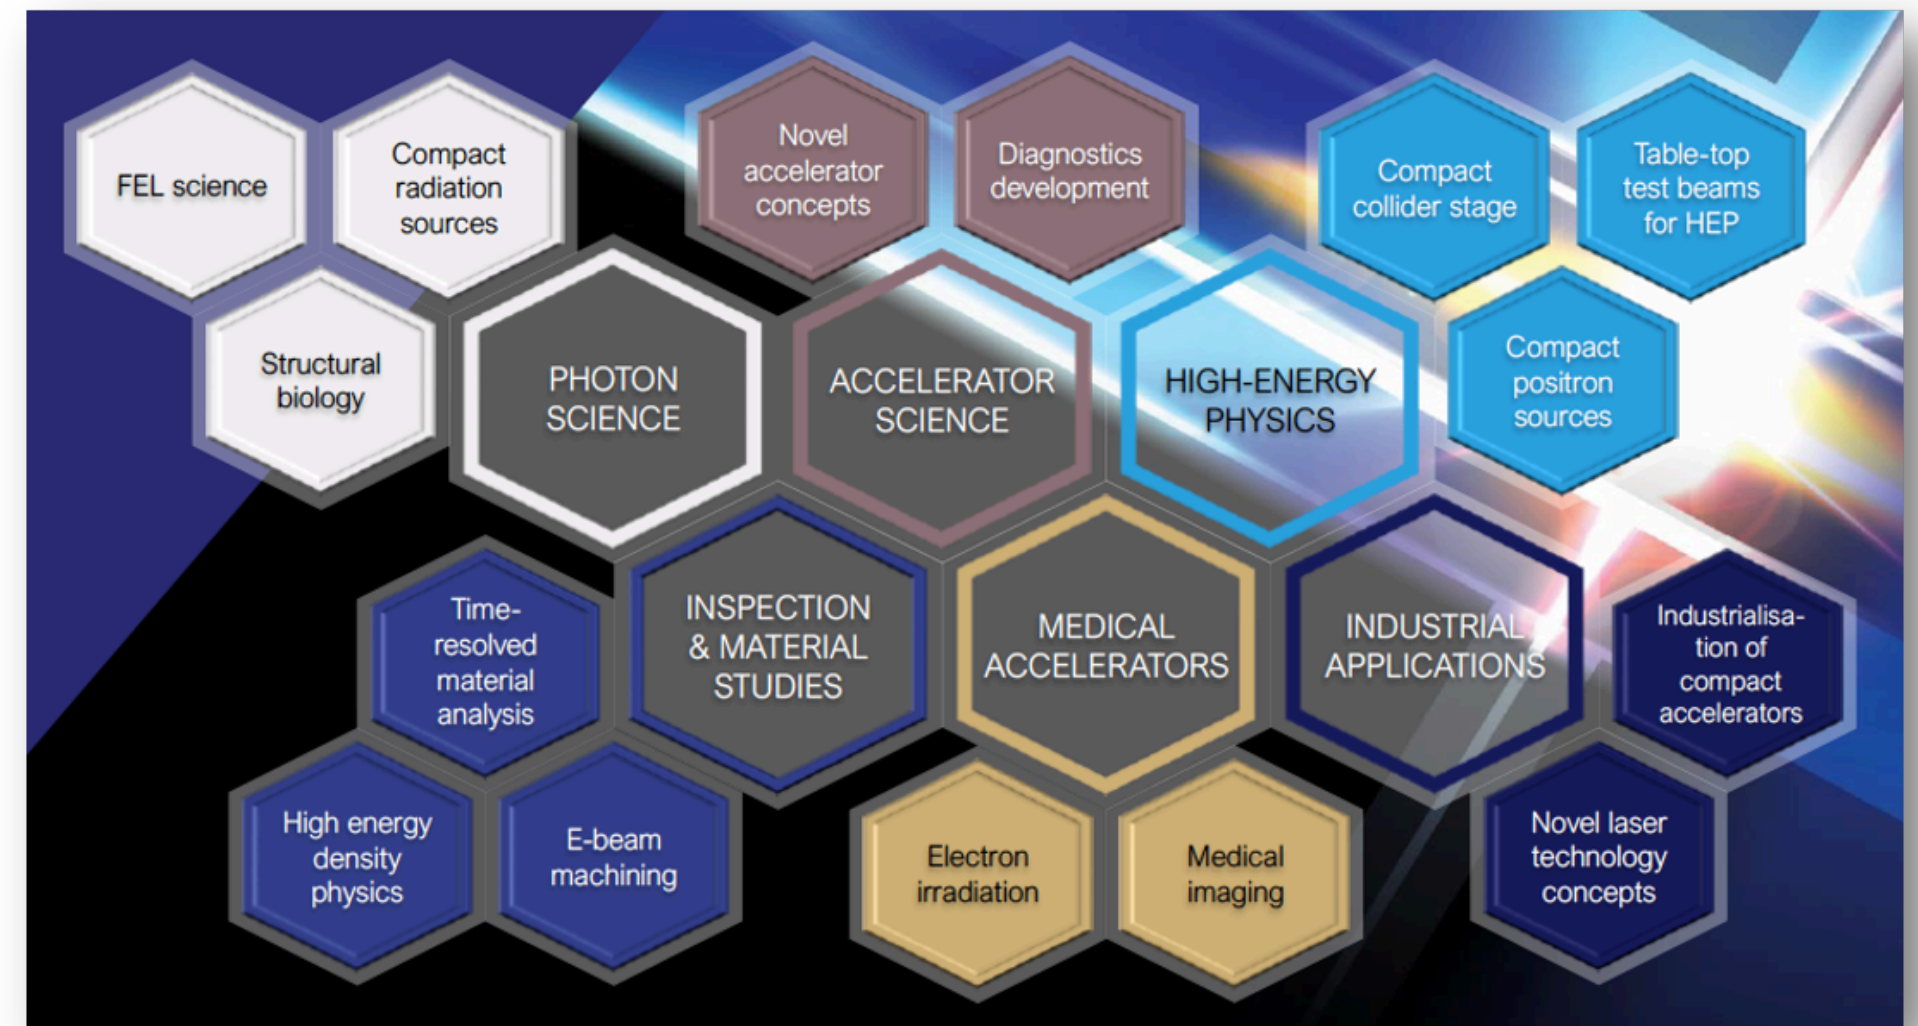 FEL science
Compact
radiation
sources
Structural
biology
PHOTON
SCIENCE
Novel
accelerator
concepts
Diagnostics
development
ACCELERATOR
SCIENCE
Compact
collider stage
Table-top
test beams
for HEP
Compact
positron
sources
HIGH-ENERGY
PHYSICS
Time-
resolved
material
analysis
High energy
density
physics
E-beam
machining
INSPECTION
& MATERIAL
STUDIES
MEDICAL
ACCELERATORS
Electron
irradiation
Medical
imaging
INDUSTRIAL
APPLICATIONS
Industrialisa-
tion of
compact
accelerators
Novel laser
technology
concepts